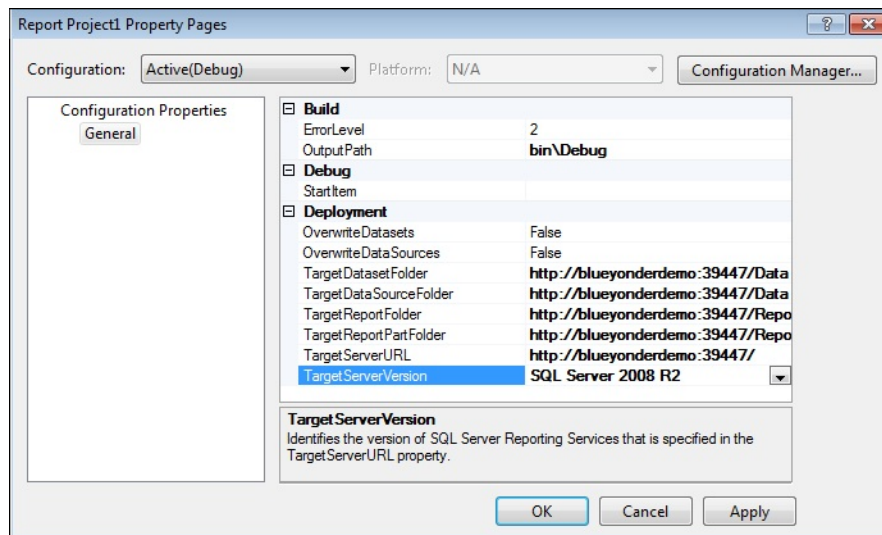 Report Project1 Property Pages
Configuration: Active(Debug) Platform: N/A Configuration Manager...
Configuration Properties
General
Build
ErrorLevel 2
OutputPath bin\Debug
Debug
StartItem
Deployment
OverwriteDatasets False
OverwriteDataSources False
TargetDatasetFolder http://blueyonderdemo:39447/Data
TargetDataSourceFolder http://blueyonderdemo:39447/Data
TargetReportFolder http://blueyonderdemo:39447/Repo
TargetReportPartFolder http://blueyonderdemo:39447/Repo
TargetServerURL http://blueyonderdemo:39447/
TargetServerVersion SQL Server 2008 R2
TargetServerVersion
Identifies the version of SQL Server Reporting Services that is specified in the
TargetServerURL property.
OK Cancel Apply